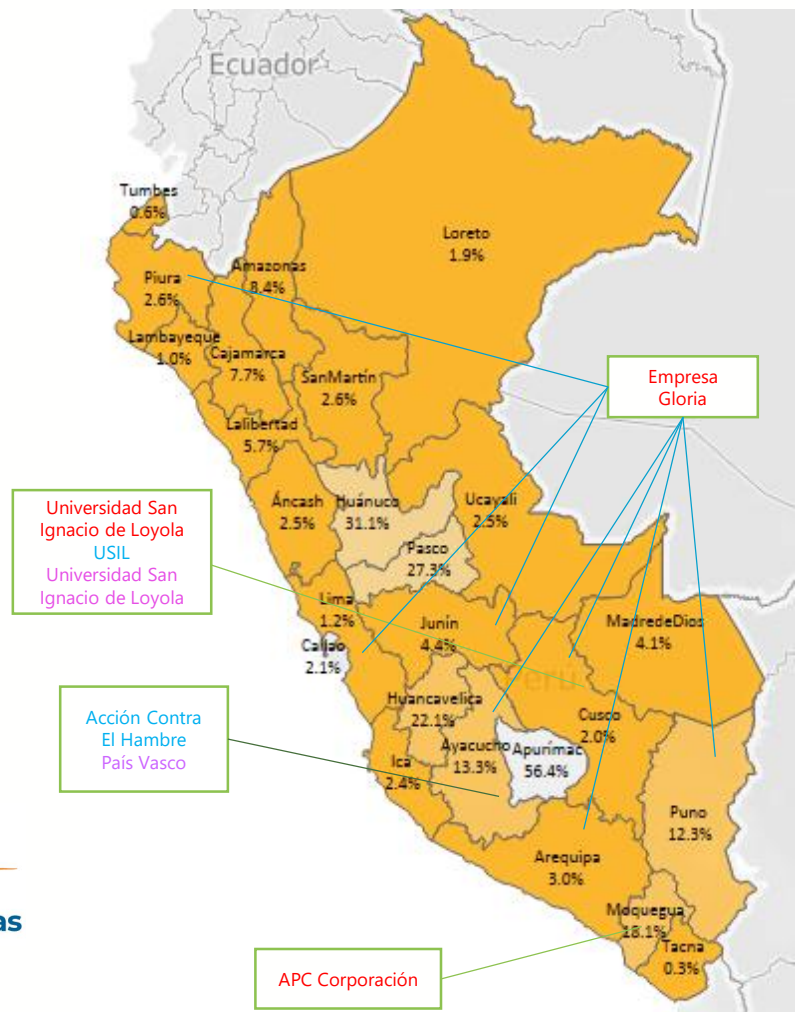 Ecuador
Tumbes
0.6%
Loreto
1.9%
Amazonas
8.4%
Piura
2.6%
Lambayeque
1.0%
Cajamarca
7.7%
SanMartín
2.6%
Empresa
Gloria
Lalibertad
5.7%
Áncash
2.5%
Huánuco
31.1%
Ucayali
2.5%
Universidad San
Ignacio de Loyola
USIL
Universidad San
Ignacio de Loyola
Pasco
27.3%
Lima
1.2%
Junín
4.4%
MadredeDios
4.1%
Callao
2.1%
Perú
Huancavelica
22.1%
Cusco
2.0%
Acción Contra
El Hambre
País Vasco
Ayacucho
13.3%
Apurímac
56.4%
Ica
2.4%
Puno
12.3%
Arequipa
3.0%
as
Moquegua
18.1%
Tacna
0.3%
APC Corporación